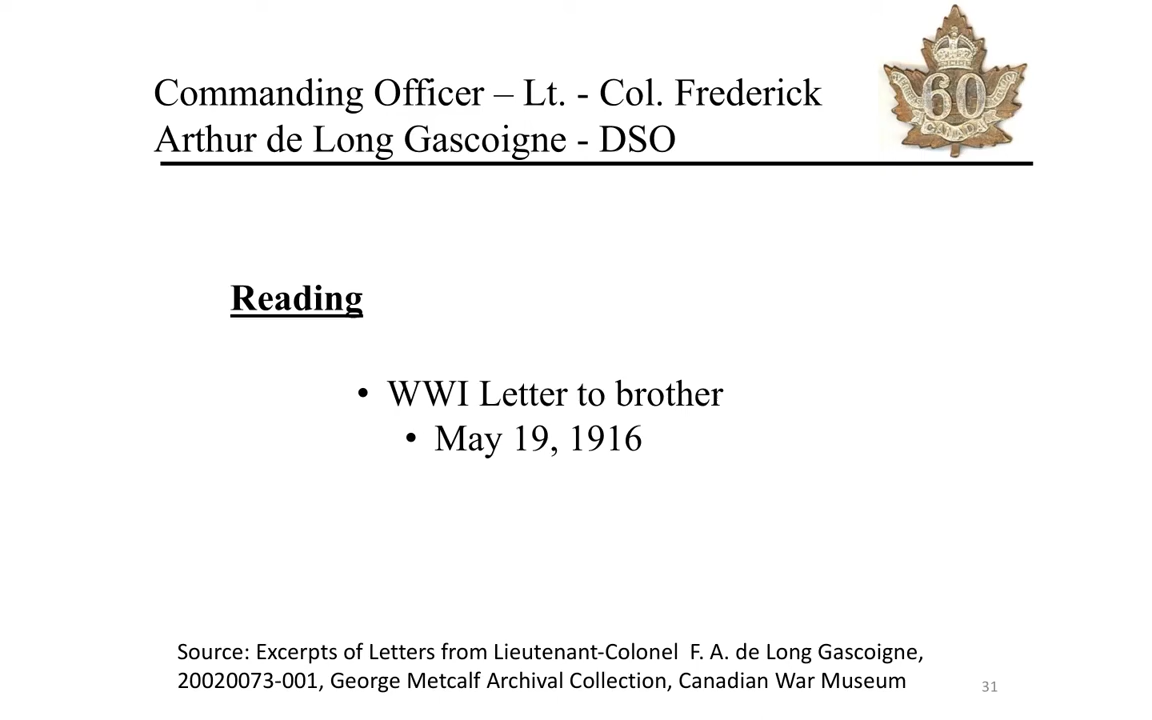 Commanding Officer – Lt. - Col. Frederick
Arthur de Long Gascoigne - DSO
60
CANADA
Reading
• WWI Letter to brother
• May 19, 1916
Source: Excerpts of Letters from Lieutenant-Colonel  F. A. de Long Gascoigne,
20020073-001, George Metcalf Archival Collection, Canadian War Museum
31